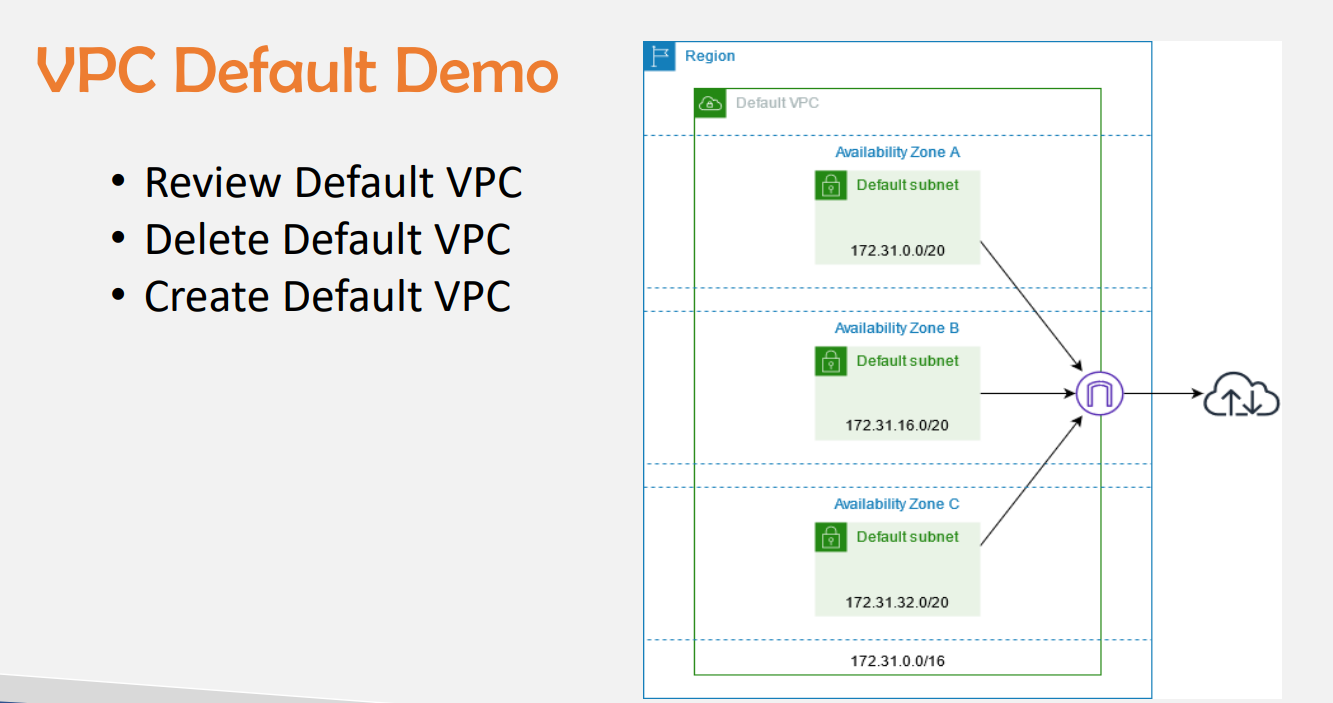 VPC Default Demo
• Review Default VPC
• Delete Default VPC
• Create Default VPC
Region
Default VPC
Availability Zone A
Default subnet
172.31.0.0/20
Availability Zone B
Default subnet
172.31.16.0/20
Availability Zone C
Default subnet
172.31.32.0/20
172.31.0.0/16